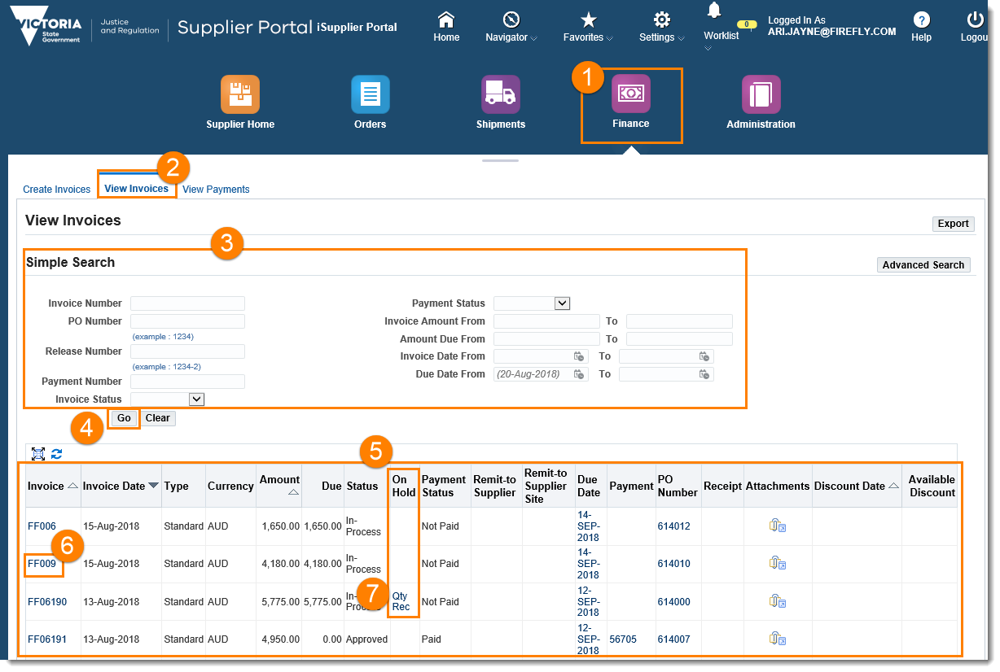 VICTORIA
State
Government
Justice
and Regulation
Supplier Portal iSupplier Portal
Home
Navigator
Favorites
Settings
Worklist
0
Logged In As
ARI.JAYNE@FIREFLY.COM
Help
Logou
Supplier Home
Orders
Shipments
1
Finance
Administration
2
Create Invoices View Invoices View Payments
View Invoices
Export
3
Simple Search
Advanced Search
Invoice Number
PO Number
(example : 1234)
Release Number
(example : 1234-2)
Payment Number
Invoice Status
Payment Status
Invoice Amount From To
Amount Due From To
Invoice Date From To
Due Date From (20-Aug-2018) To
4
Go Clear
5
Invoice Invoice Date Type Currency Amount Due Status On Hold Payment Status Remit-to Supplier Remit-to Supplier Site Due Date Payment PO Number Receipt Attachments Discount Date Available Discount
FF006 15-Aug-2018 Standard AUD 1,650.00 1,650.00 In-Process Not Paid 14-SEP-2018 614012
6
FF009 15-Aug-2018 Standard AUD 4,180.00 4,180.00 In-Process Not Paid 14-SEP-2018 614010
7
FF06190 13-Aug-2018 Standard AUD 5,775.00 5,775.00 In-Process Qty Rec Not Paid 12-SEP-2018 614000
FF06191 13-Aug-2018 Standard AUD 4,950.00 0.00 Approved Paid 12-SEP-2018 56705 614007